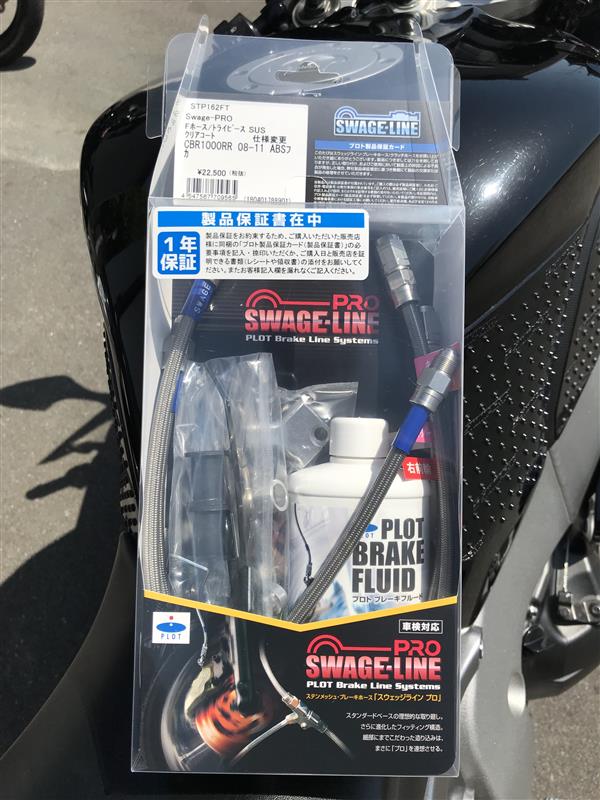 STP162FT
Swage-PRO
Fホース/トライピース SUS
クリアコート 仕様変更
CBR1000RR 08-11 ABSフ
カ
¥22,500 (税抜)
SWAGE-LINE
プロト製品保証カード
製品保証書在中
1年
保証
製品保証をお約束するため、ご購入いただいた販売店
様に同梱の「プロト製品保証カード(製品保証書)」の必
要事項を記入・捺印いただくか、ご購入日と販売店を証
明できる書類(レシートや領収書)の添付をお願いしてく
ださい。またお客様記入欄を漏れなくご記入ください。
PRO
SWAGE-LINE
PLOT Brake Line Systems
右前
PLOT
PLOT
BRAKE
FLUID
プロト ブレーキフルード
PLOT
車検対応
PRO
SWAGE-LINE
PLOT Brake Line Systems
ステンメッシュ・ブレーキホース「スウェッジライン プロ」
スタンダードベースの理想的な取り廻し。
さらに進化したフィッティング構造。
細部にまでこだわった造り込みは、
まさに「プロ」を連想させる。